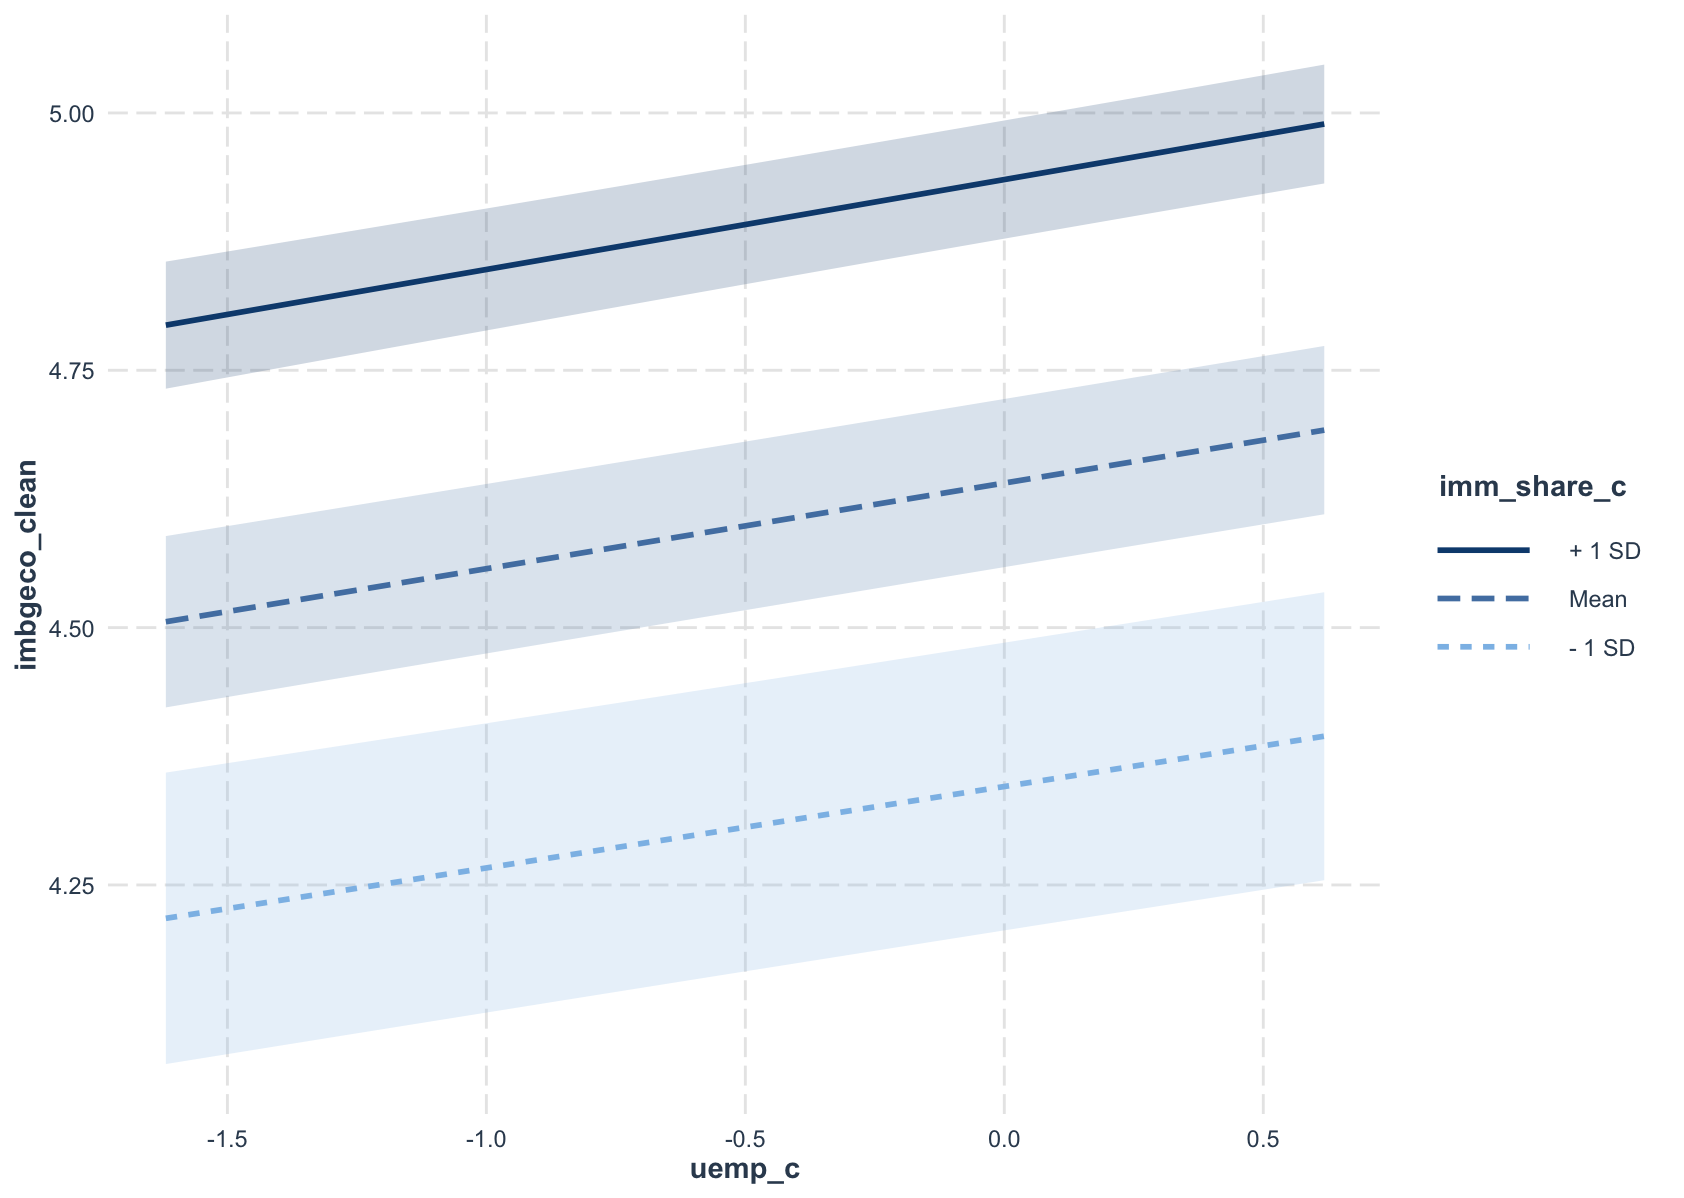 5.00
4.75
4.50
4.25
imbgeco_clean
-1.5
-1.0
-0.5
0.0
0.5
uemp_c
imm_share_c
+ 1 SD
Mean
- 1 SD